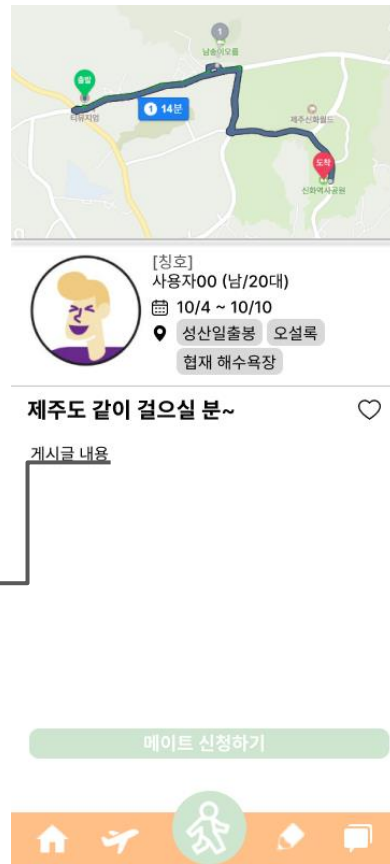 1
남송이오름
출발
티뮤지엄
1 14분
제주신화월드
도착
신화역사공원
[칭호]
사용자00 (남/20대)
10/4 ~ 10/10
성산일출봉 오설록
협재 해수욕장
제주도 같이 걸으실 분~
게시글 내용
메이트 신청하기